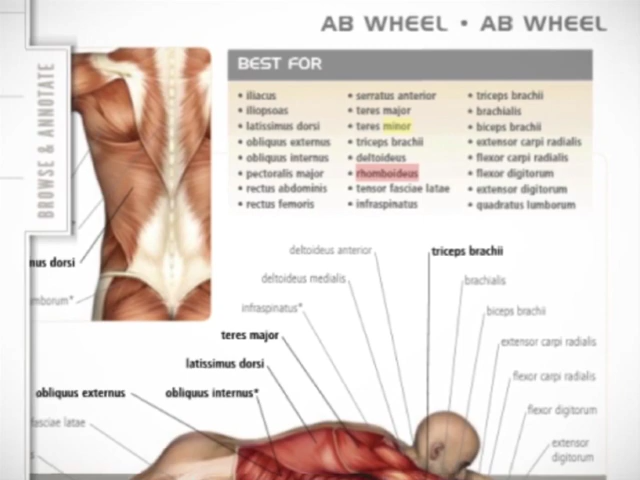 AB WHEEL • AB WHEEL
BROWSE & ANNOTATE
BEST FOR
• iliacus
• iliopsoas
• latissimus dorsi
• obliquus externus
• obliquus internus
• pectoralis major
• rectus abdominis
• rectus femoris
• serratus anterior
• teres major
• teres minor
• triceps brachii
• deltoideus
• rhomboideus
• tensor fasciae latae
• infraspinatus
• triceps brachii
• brachialis
• biceps brachii
• extensor carpi radialis
• flexor carpi radialis
• flexor digitorum
• extensor digitorum
• quadratus lumborum
nus dorsi
mborum*
deltoideus anterior
triceps brachii
deltoideus medialis
brachialis
infraspinatus*
biceps brachii
teres major
extensor carpi radialis
latissimus dorsi
flexor carpi radialis
obliquus externus
obliquus internus*
flexor digitorum
fasciae latae
extensor
digitorum